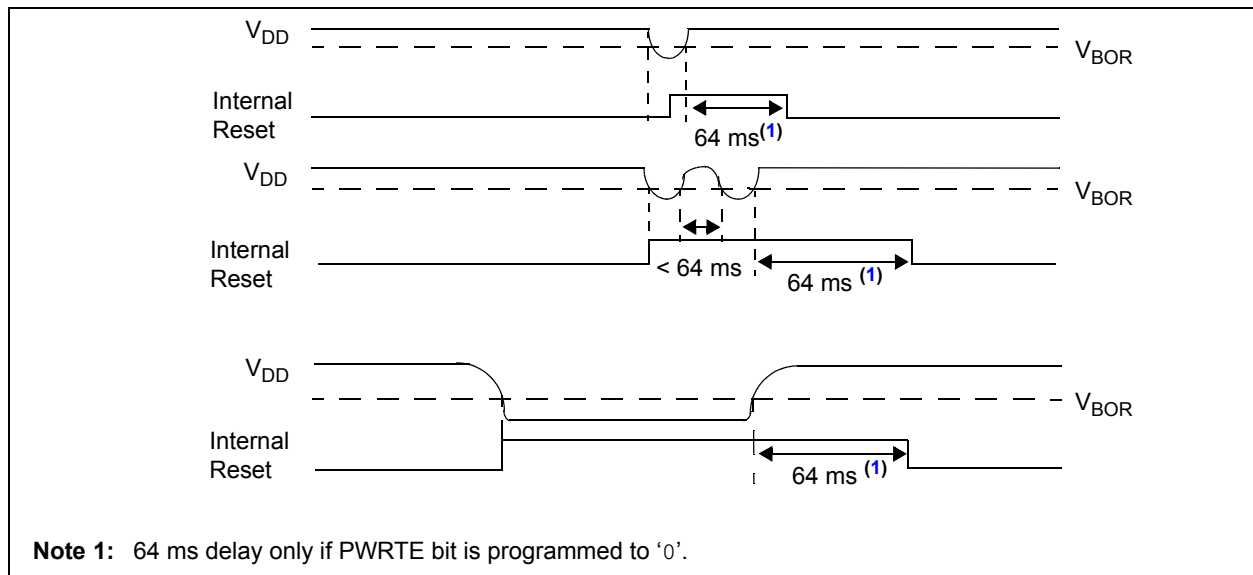 VDD
VBOR
Internal
Reset
64 ms(1)
VDD
VBOR
Internal
Reset
< 64 ms
64 ms (1)
VDD
VBOR
Internal
Reset
64 ms (1)
Note 1: 64 ms delay only if PWRTE bit is programmed to ‘0’.